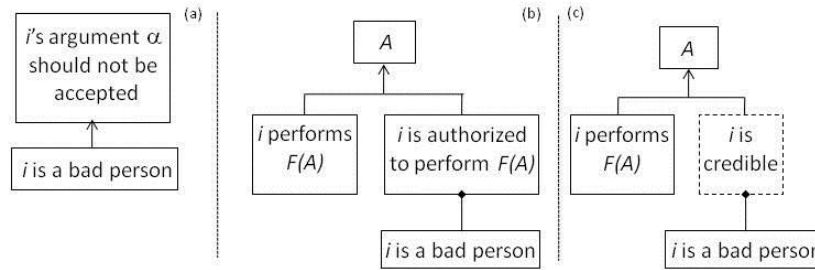 (a)
i's argument α
should not be
accepted
i is a bad person
(b)
A
i performs
F(A)
i is authorized
to perform F(A)
i is a bad person
(c)
A
i performs
F(A)
i is
credible
i is a bad person